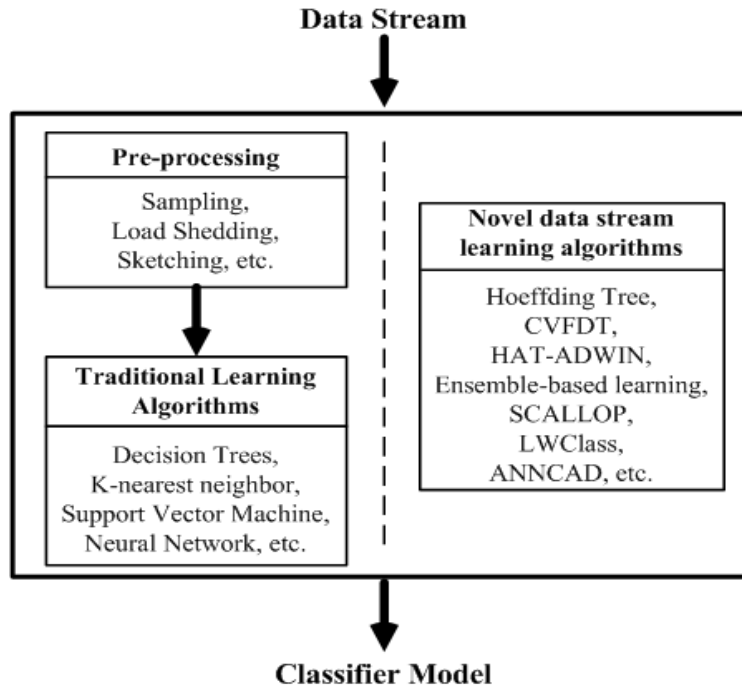 Data Stream
Pre-processing
Sampling,
Load Shedding,
Sketching, etc.
Traditional Learning
Algorithms
Decision Trees,
K-nearest neighbor,
Support Vector Machine,
Neural Network, etc.
Novel data stream
learning algorithms
Hoeffding Tree,
CVFDT,
HAT-ADWIN,
Ensemble-based learning,
SCALLOP,
LWClass,
ANNCAD, etc.
Classifier Model